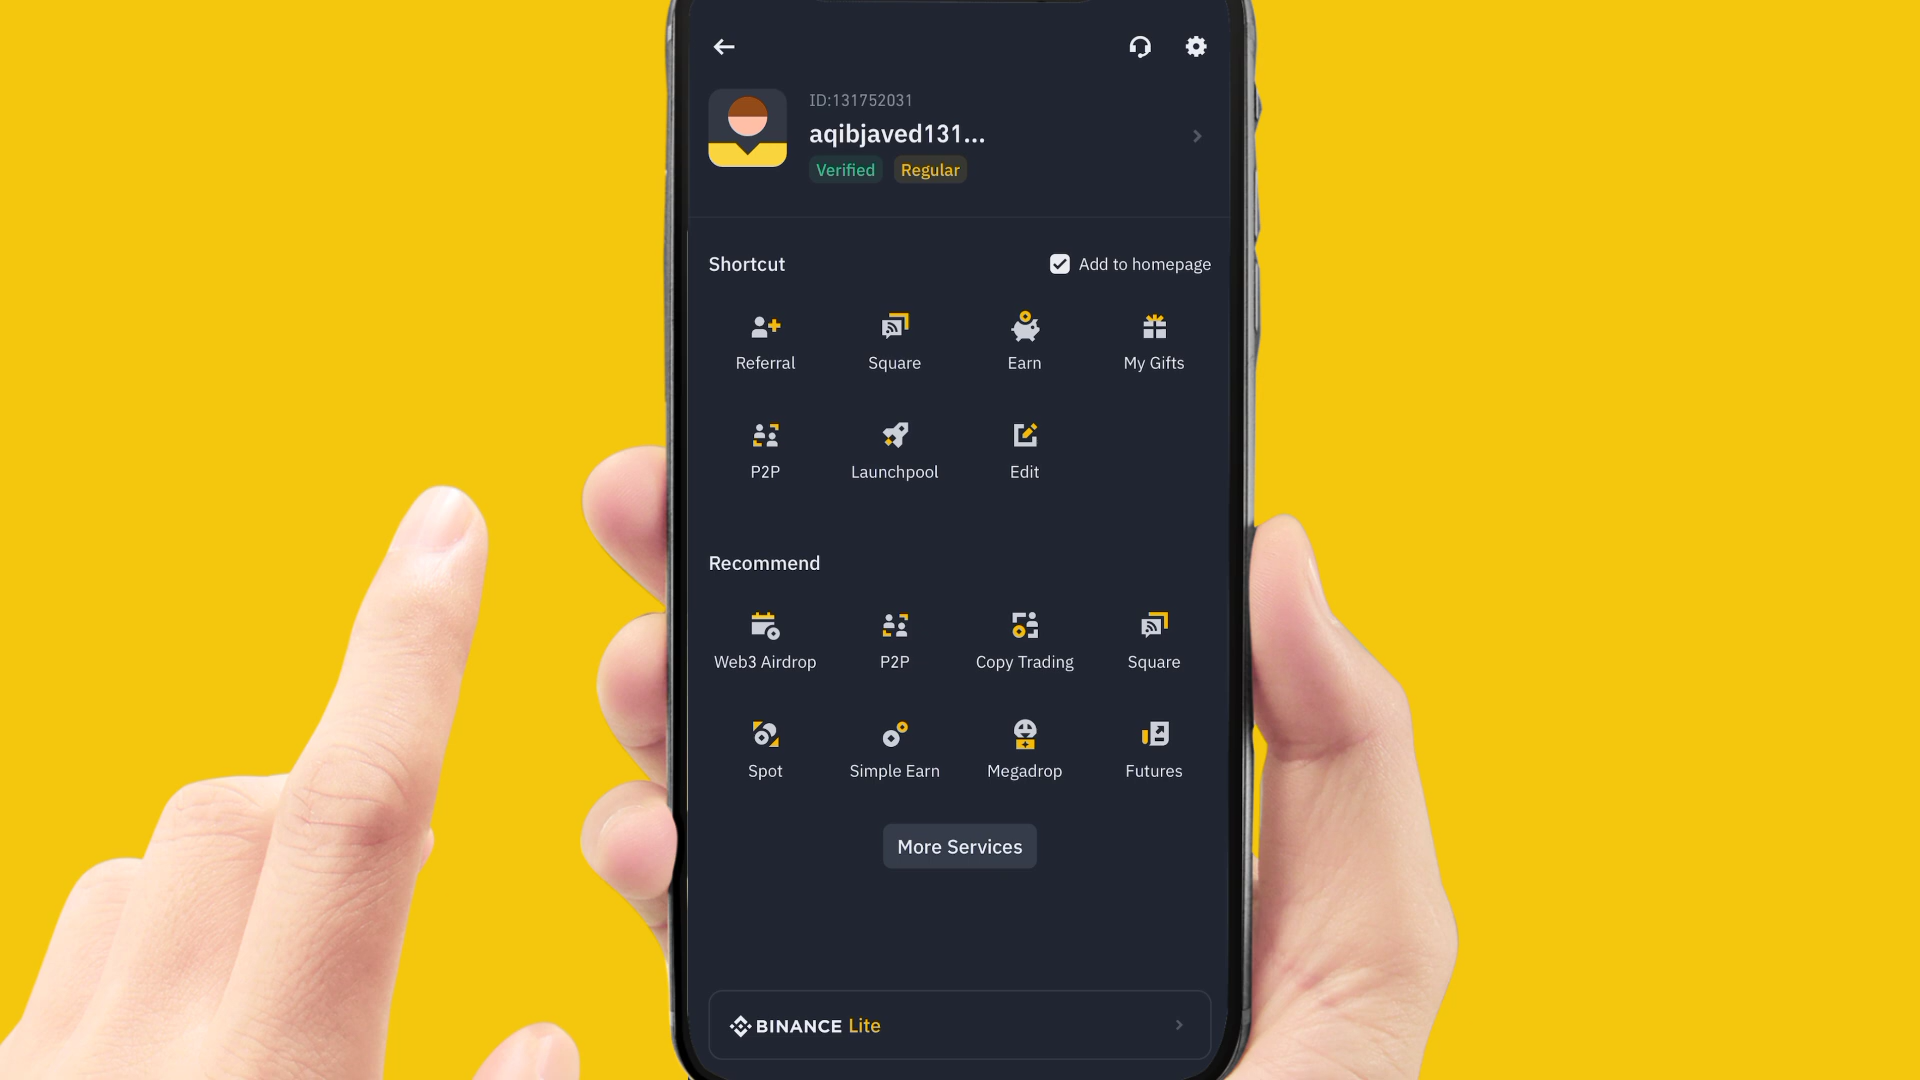 ID:131752031
aqibjaved131...
Verified Regular
Shortcut Add to homepage
Referral Square Earn My Gifts
P2P Launchpool Edit
Recommend
Web3 Airdrop P2P Copy Trading Square
Spot Simple Earn Megadrop Futures
More Services
BINANCE Lite